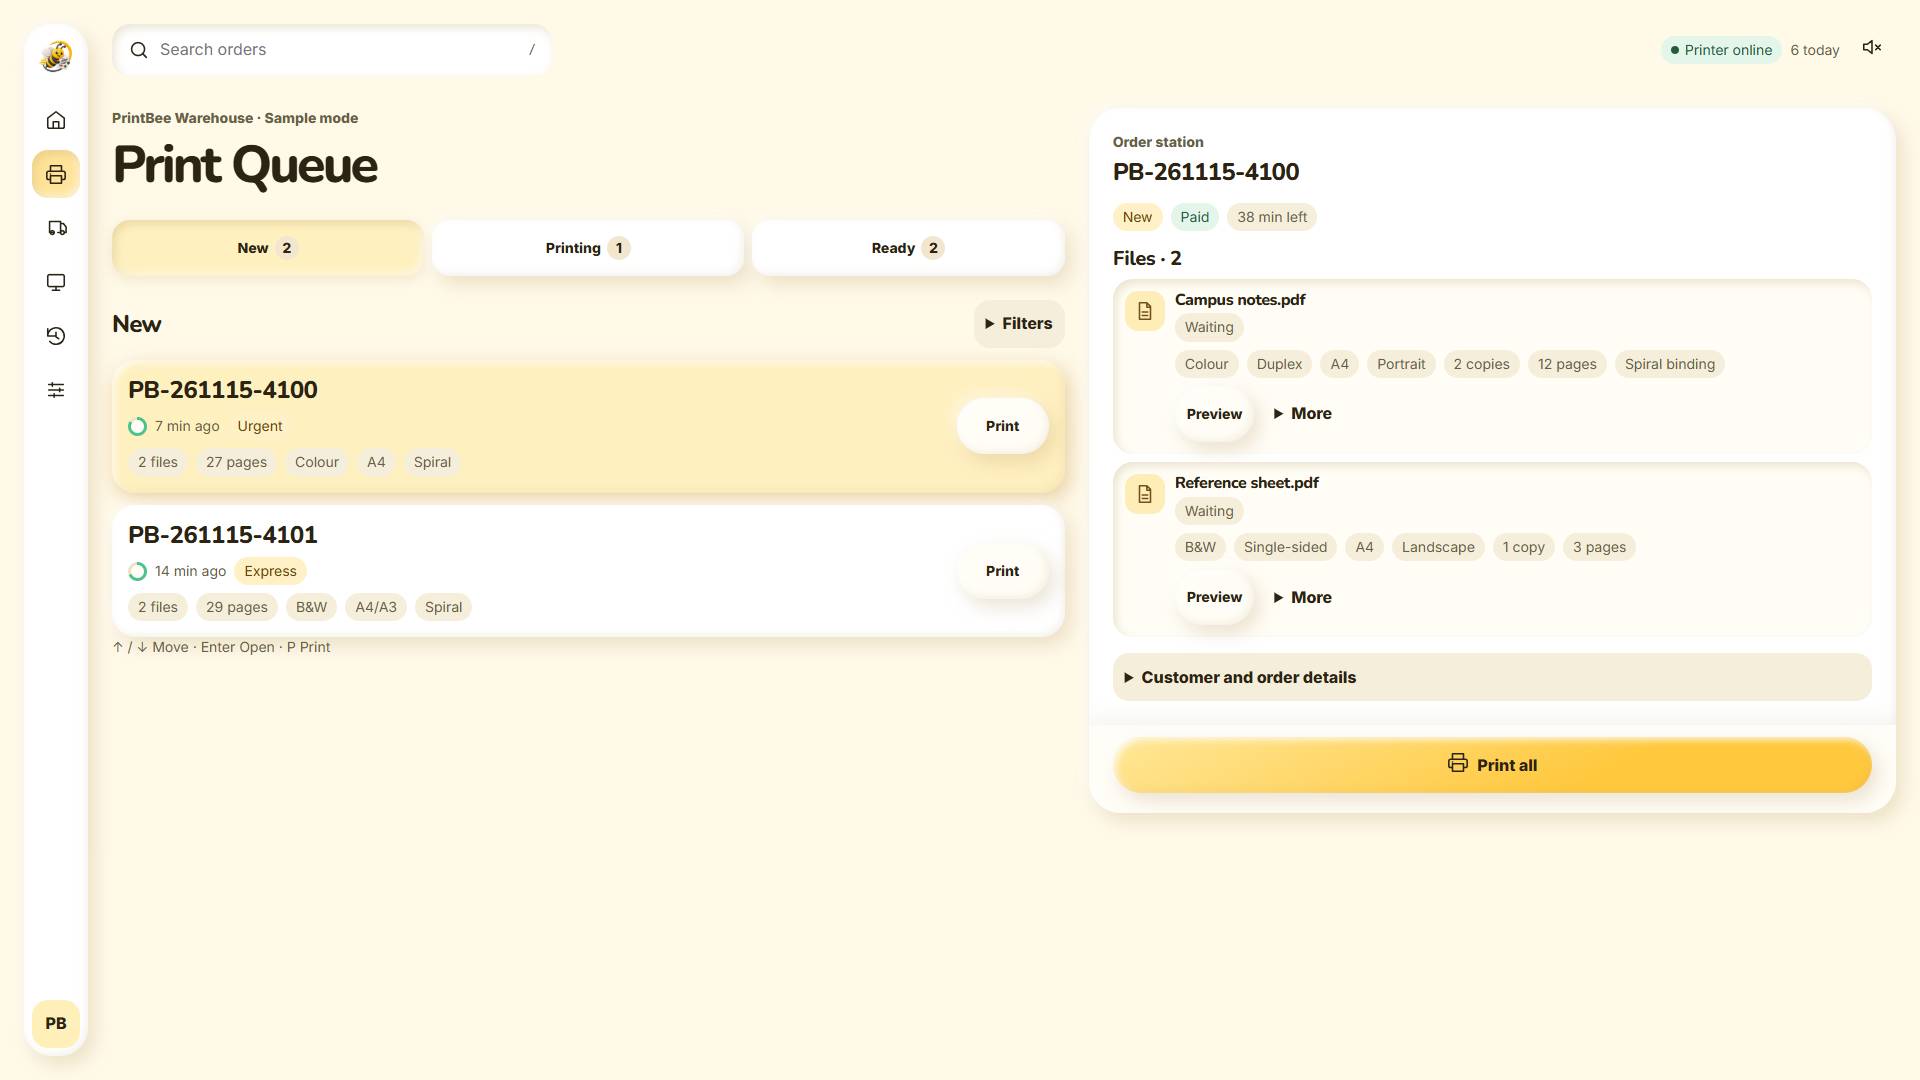 Search orders /
Printer online 6 today
PrintBee Warehouse · Sample mode
Print Queue
New 2
Printing 1
Ready 2
New
▶ Filters
PB-261115-4100
7 min ago Urgent
2 files 27 pages Colour A4 Spiral
Print
PB-261115-4101
14 min ago Express
2 files 29 pages B&W A4/A3 Spiral
Print
↑ / ↓ Move · Enter Open · P Print
PB
Order station
PB-261115-4100
New Paid 38 min left
Files · 2
Campus notes.pdf
Waiting
Colour Duplex A4 Portrait 2 copies 12 pages Spiral binding
Preview ▶ More
Reference sheet.pdf
Waiting
B&W Single-sided A4 Landscape 1 copy 3 pages
Preview ▶ More
▶ Customer and order details
Print all